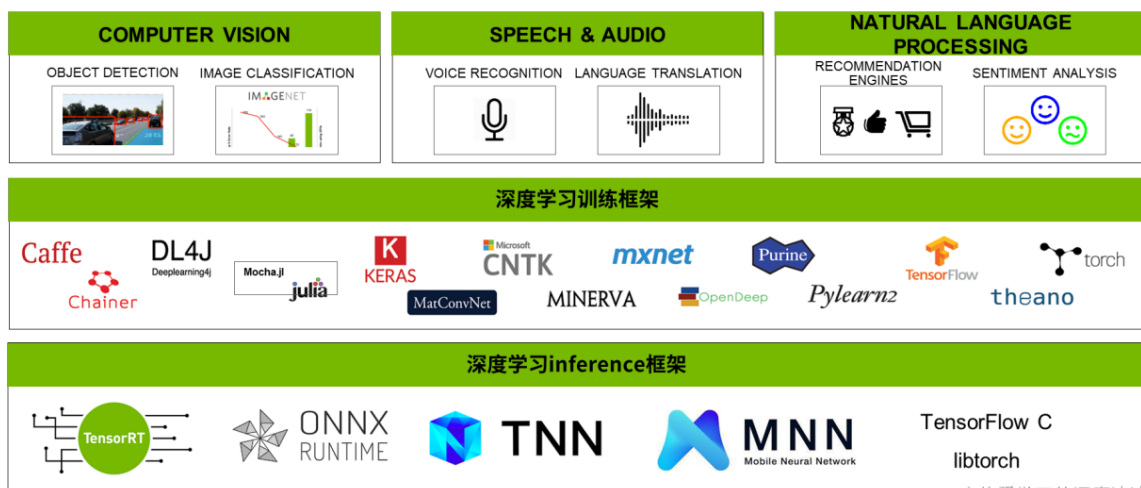 COMPUTER VISION
SPEECH & AUDIO
NATURAL LANGUAGE
PROCESSING
OBJECT DETECTION
IMAGE CLASSIFICATION
VOICE RECOGNITION
LANGUAGE TRANSLATION
RECOMMENDATION
ENGINES
SENTIMENT ANALYSIS
IMAGENET
深度学习训练框架
Caffe
DL4J
Deeplearning4j
K
KERAS
Microsoft
CNTK
mxnet
Purine
TensorFlow
torch
Chainer
Mocha.jl
julia
MatConvNet
MINERVA
OpenDeep
Pylearn2
theano
深度学习inference框架
TensorRT
ONNX
RUNTIME
TNN
MNN
Mobile Neural Network
TensorFlow C
libtorch